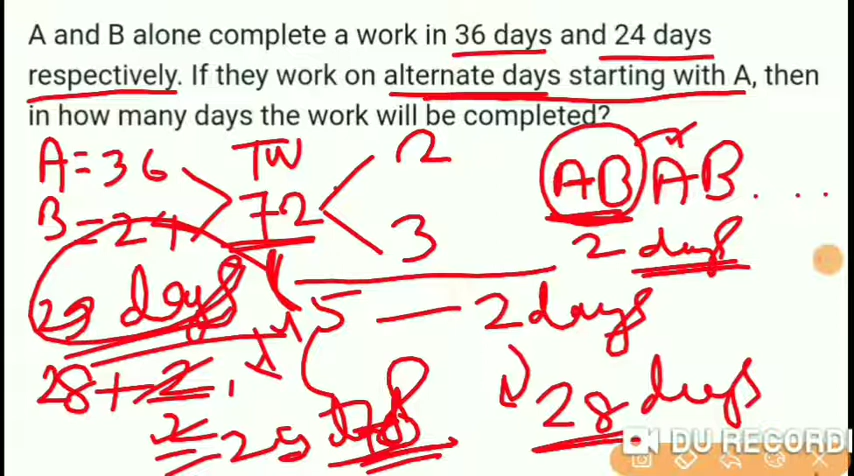 A and B alone complete a work in 36 days and 24 days
respectively. If they work on alternate days starting with A, then
in how many days the work will be completed?
A = 36 TW 2 AB AB . . .
B - 24 72 3 2 days
29 days 5 — 2 days
28 + 2 28 days
2
DU RECORD